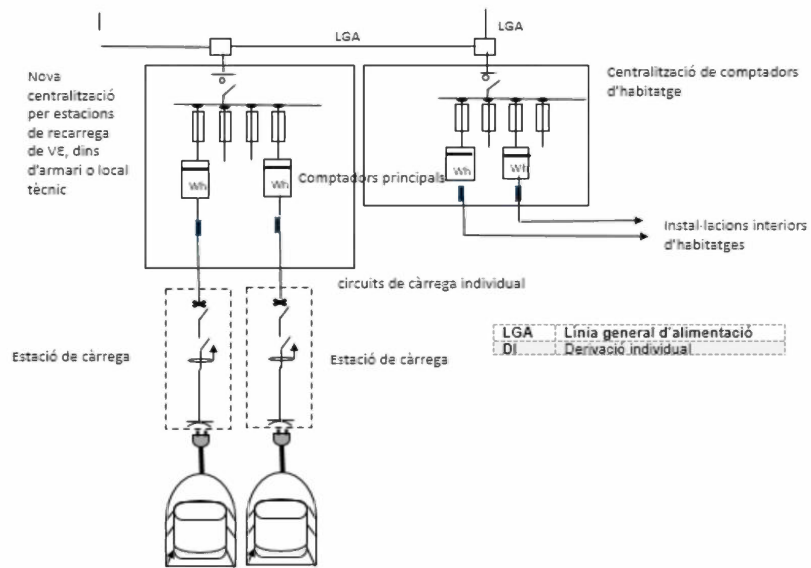 LGA
LGA
Nova
centralització
per estacions
de recarrega
de VE, dins
d'armari o local
tècnic
Centralització de comptadors
d'habitatge
Wh
Wh
Comptadors principals
Wh
Wh
Instal·lacions interiors
d'habitatges
circuits de càrrega individual
Estació de càrrega
Estació de càrrega
LGA Línia general d'alimentació
DI Derivació individual